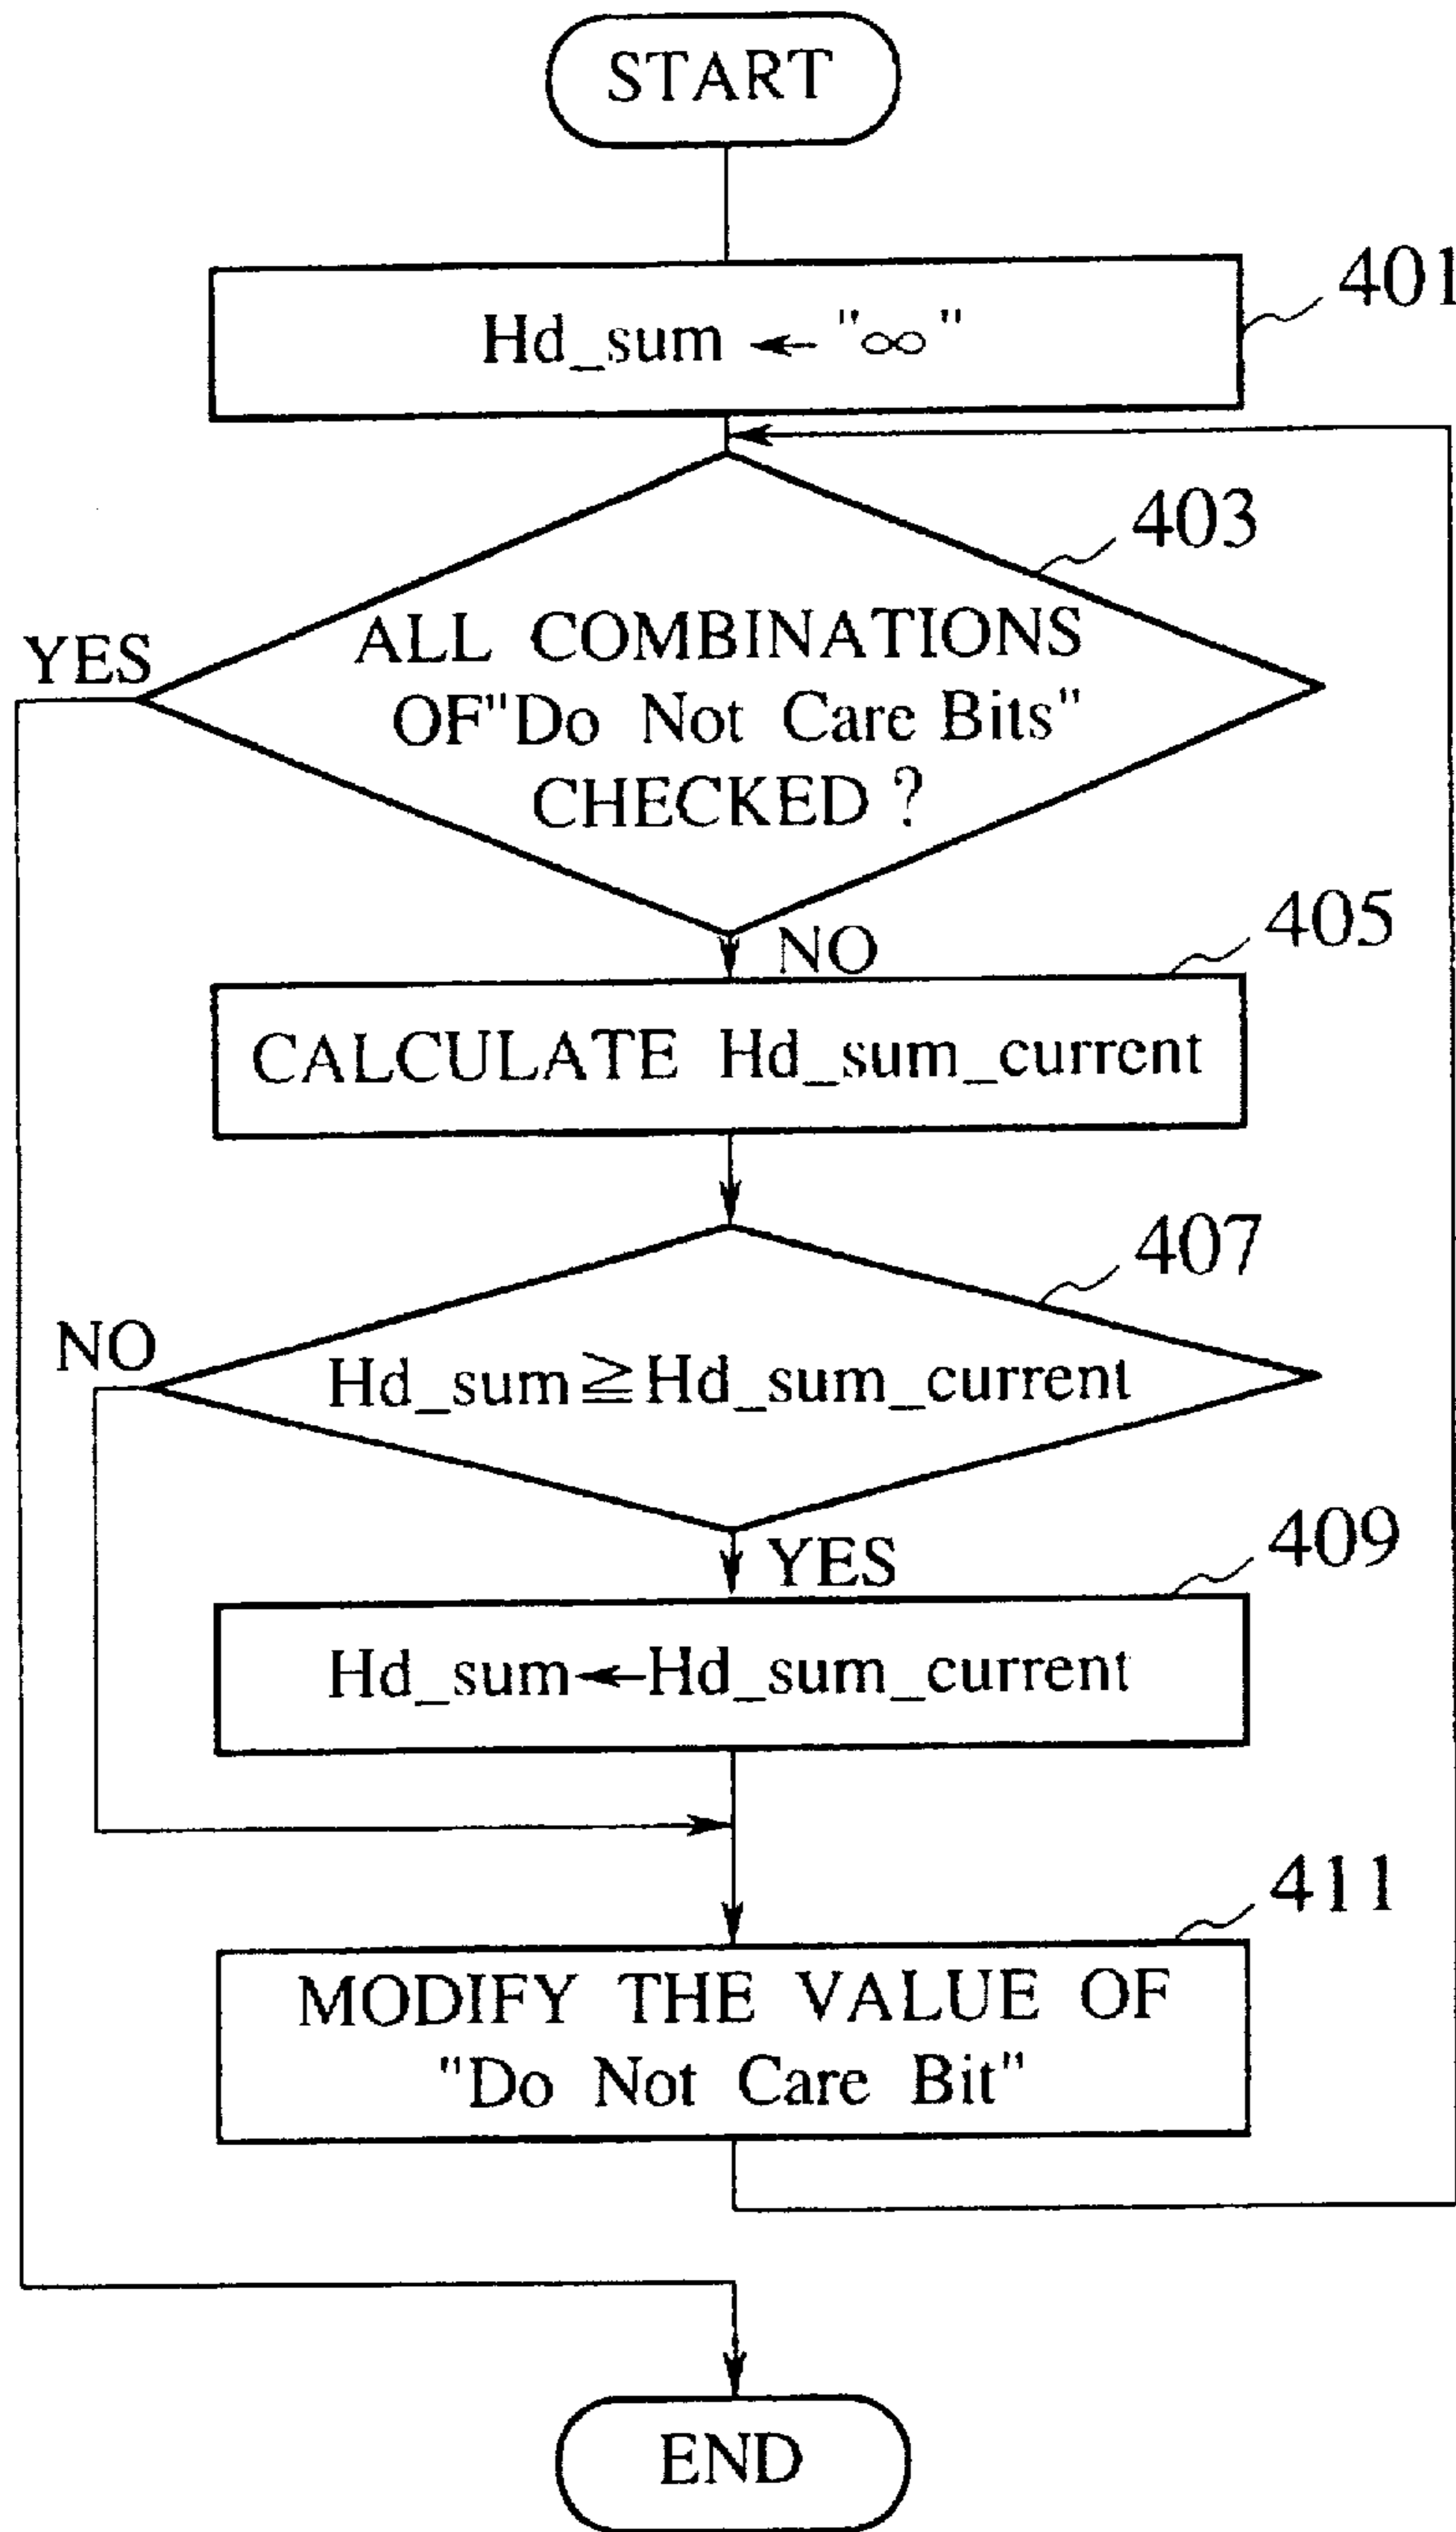 START
401
Hd_sum ← "∞"
403
YES
ALL COMBINATIONS
OF"Do Not Care Bits"
CHECKED ?
NO
405
CALCULATE Hd_sum_current
407
NO
Hd_sum≧Hd_sum_current
YES
409
Hd_sum←Hd_sum_current
411
MODIFY THE VALUE OF
"Do Not Care Bit"
END